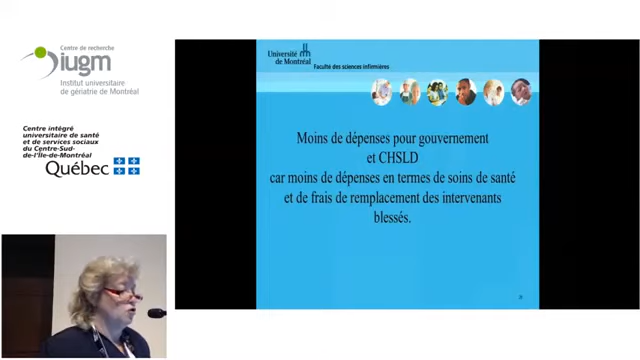 Centre de recherche
iugm
Institut universitaire
de gériatrie de Montréal
Centre intégré
universitaire de santé
et de services sociaux
du Centre-Sud-
de-l'Île-de-Montréal
Québec
Université
de Montréal
Faculté des sciences infirmières
Moins de dépenses pour gouvernement
et CHSLD
car moins de dépenses en termes de soins de santé
et de frais de remplacement des intervenants
blessés.